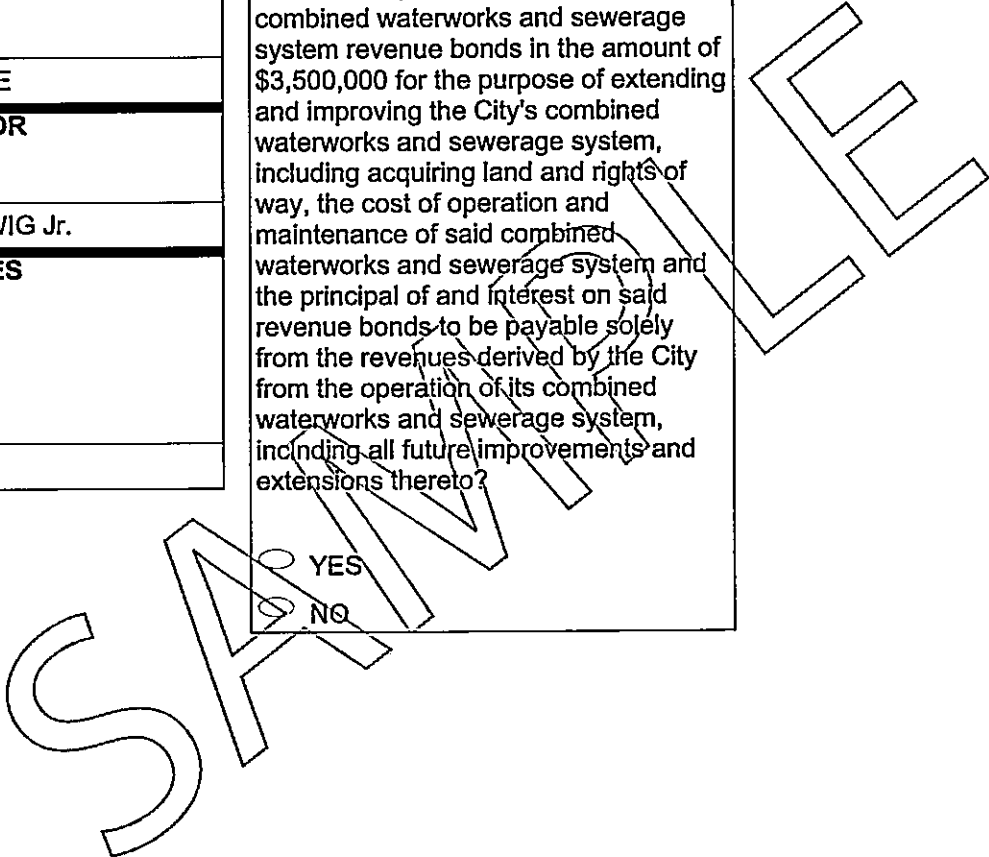 E
OR
WIG Jr.
ES
combined waterworks and sewerage
system revenue bonds in the amount of
$3,500,000 for the purpose of extending
and improving the City's combined
waterworks and sewerage system,
including acquiring land and rights of
way, the cost of operation and
maintenance of said combined
waterworks and sewerage system and
the principal of and interest on said
revenue bonds to be payable solely
from the revenues derived by the City
from the operation of its combined
waterworks and sewerage system,
inclnding all future improvements and
extensions thereto?
YES
NO
SAMPLE